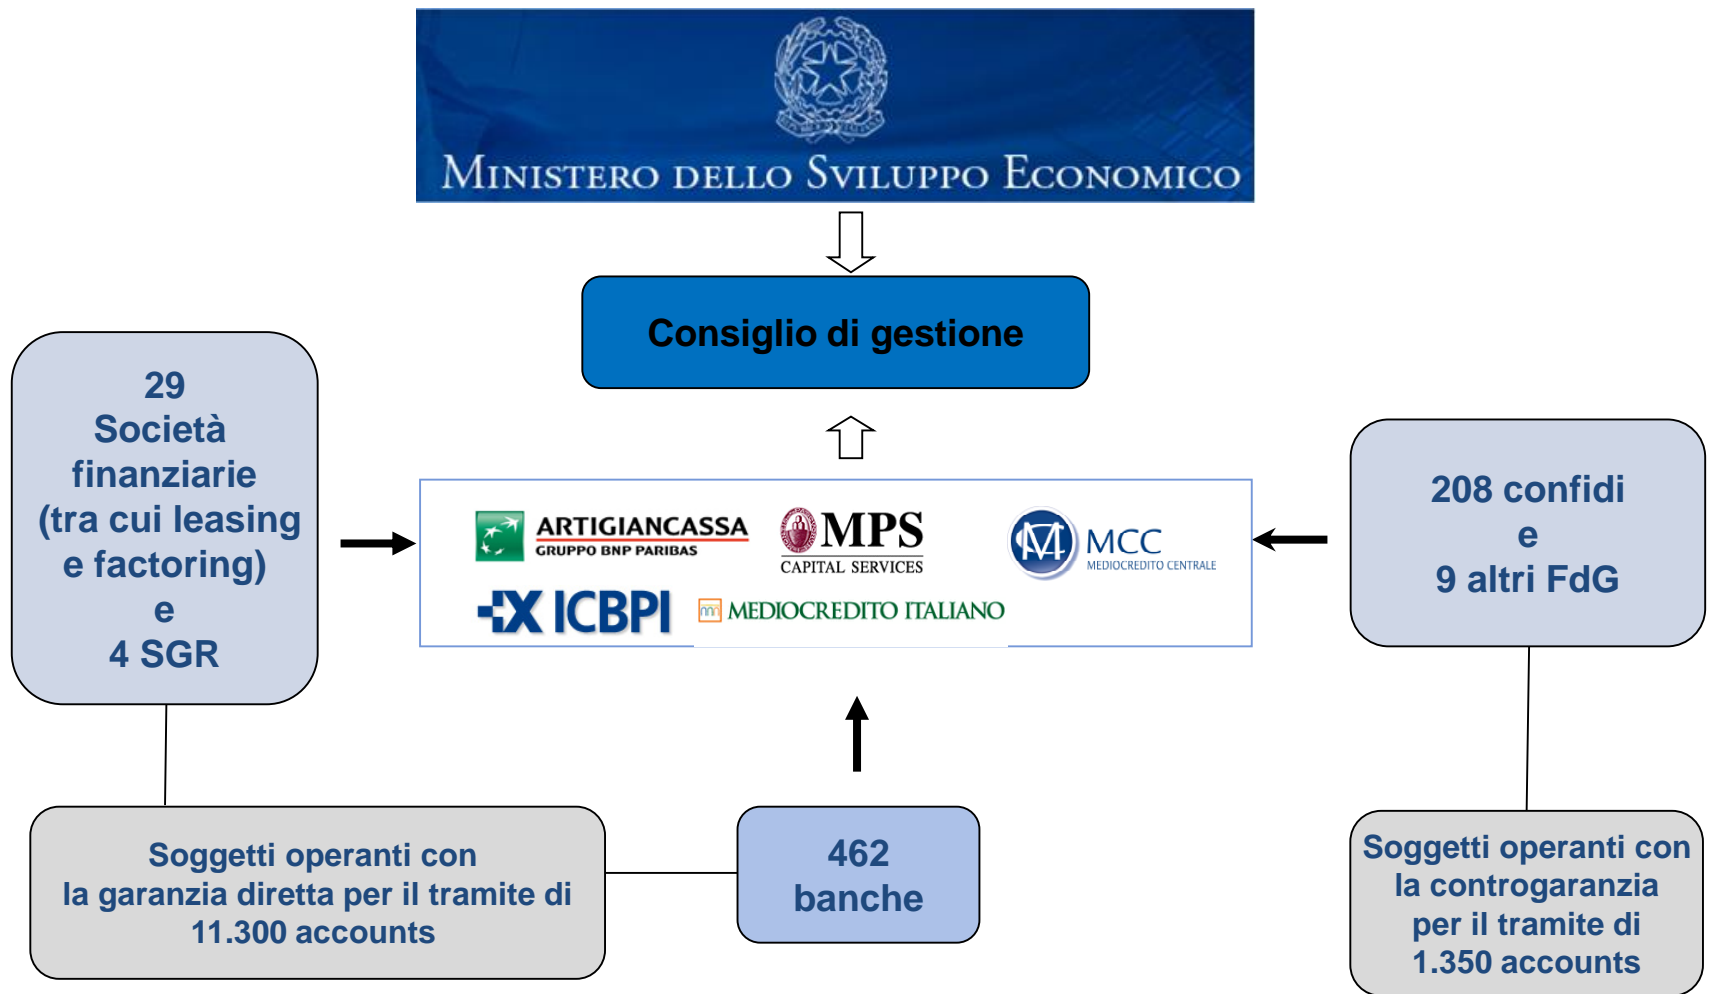 MINISTERO DELLO SVILUPPO ECONOMICO
Consiglio di gestione
29
Società
finanziarie
(tra cui leasing
e factoring)
e
4 SGR
ARTIGIANCASSA
GRUPPO BNP PARIBAS
MPS
CAPITAL SERVICES
MCC
MEDIOCREDITO CENTRALE
ICBPI
MEDIOCREDITO ITALIANO
208 confidi
e
9 altri FdG
Soggetti operanti con
la garanzia diretta per il tramite di
11.300 accounts
462
banche
Soggetti operanti con
la controgaranzia
per il tramite di
1.350 accounts